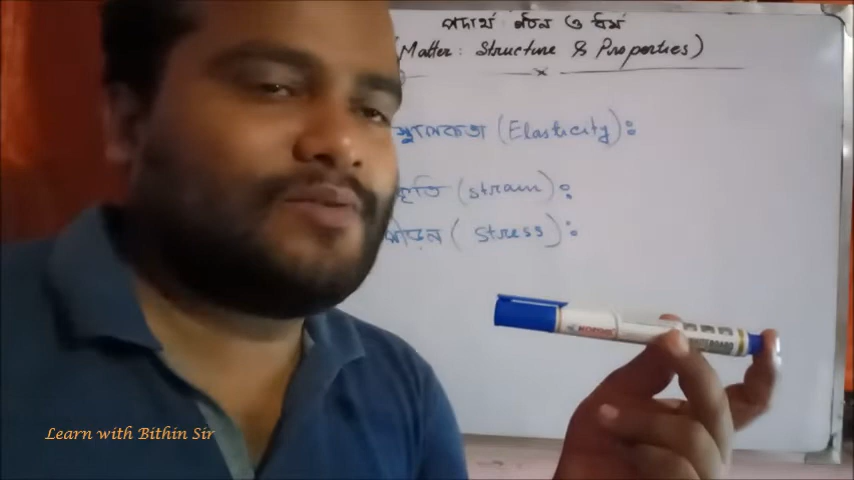 পদার্থ গঠন ও ধর্ম
(Matter: Structure & Properties)
(Elasticity):
কৃতি (strain):
পীড়ন (stress):
Learn with Bithin Sir